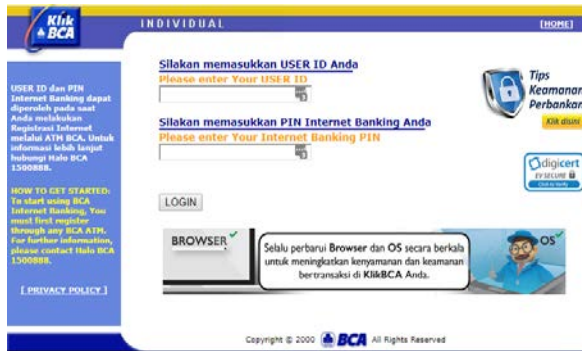 Klik
BCA
INDIVIDUAL
[HOME]
Silakan memasukkan USER ID Anda
Please enter Your USER ID
Silakan memasukkan PIN Internet Banking Anda
Please enter Your Internet Banking PIN
LOGIN
USER ID dan PIN
Internet Banking dapat
diperoleh pada saat
Anda melakukan
Registrasi Internet
melalui ATM BCA. Untuk
informasi lebih lanjut
hubungi Halo BCA
1500888.
HOW TO GET STARTED:
To start using BCA
Internet Banking, You
must first register
through any BCA ATM.
For further information,
please contact Halo BCA
1500888.
[ PRIVACY POLICY ]
Tips
Keamanan
Perbankan
Klik disini
digicert
EV SECURE
Click to Verify
BROWSER
Selalu perbarui Browser dan OS secara berkala
untuk meningkatkan kenyamanan dan keamanan
bertransaksi di KlikBCA Anda.
OS
Copyright © 2000 BCA All Rights Reserved